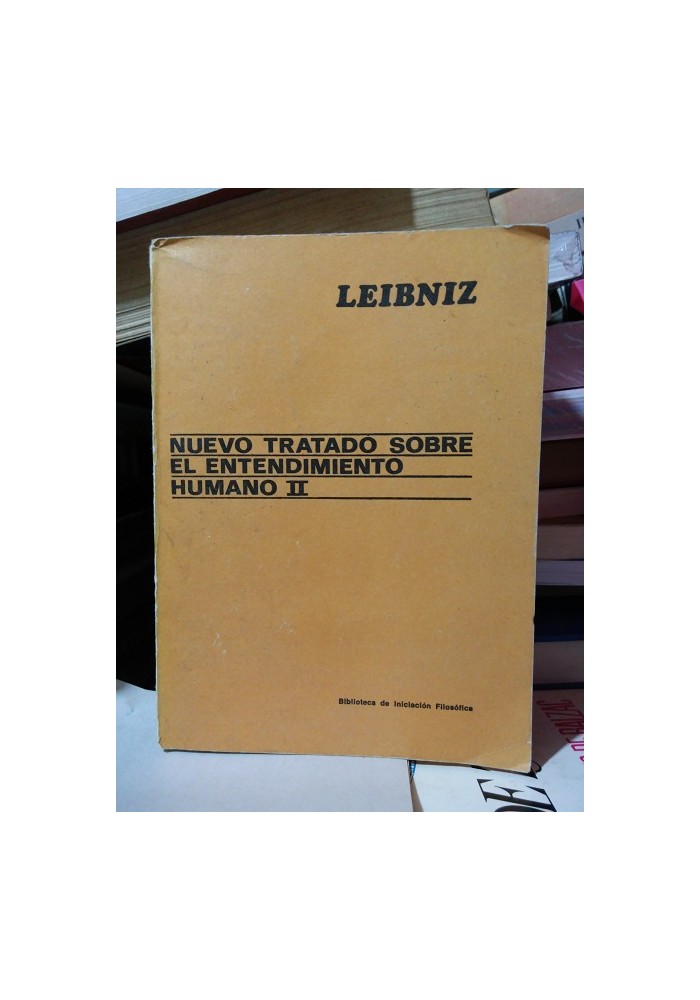 LEIBNIZ
NUEVO TRATADO SOBRE
EL ENTENDIMIENTO
HUMANO II
Biblioteca de Iniciación Filosófica